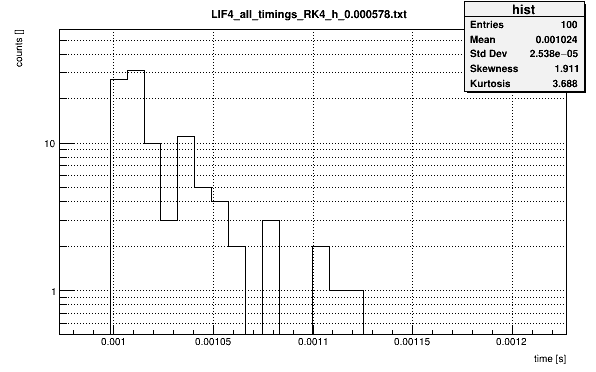 LIF4_all_timings_RK4_h_0.000578.txt
hist
Entries 100
Mean 0.001024
Std Dev 2.538e−05
Skewness 1.911
Kurtosis 3.688
counts []
10
1
0.001 0.00105 0.0011 0.00115 0.0012
time [s]